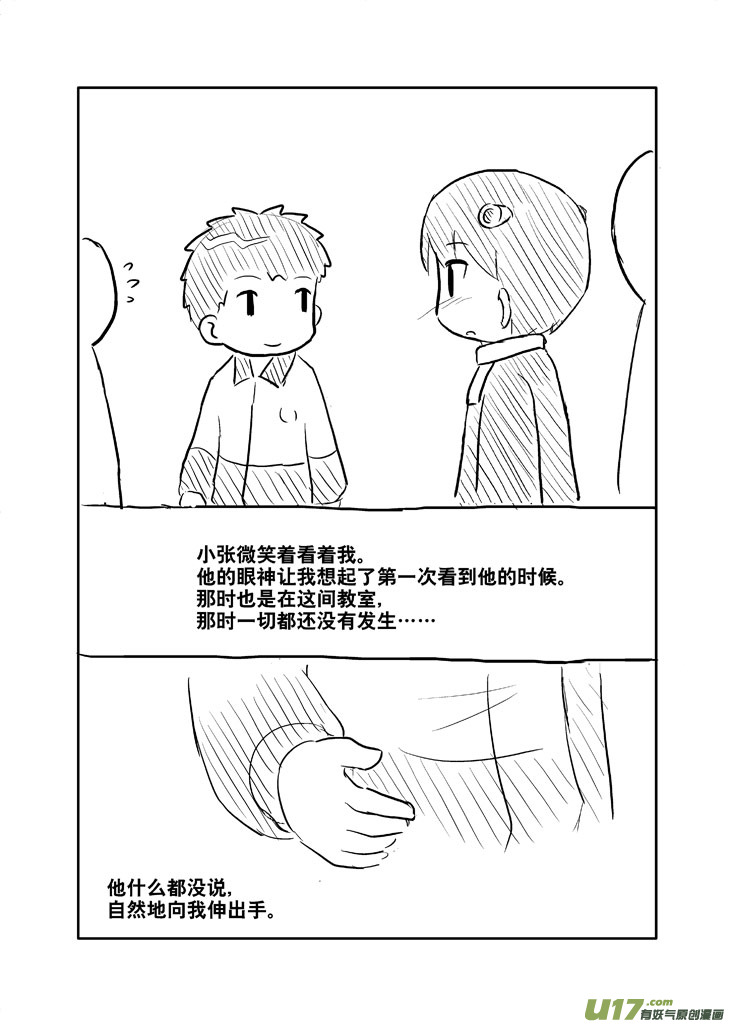 小张微笑着看着我。
他的眼神让我想起了第一次看到他的时候。
那时也是在这间教室，
那时一切都还没有发生……
他什么都没说，
自然地向我伸出手。
U17.com
有妖气原创漫画